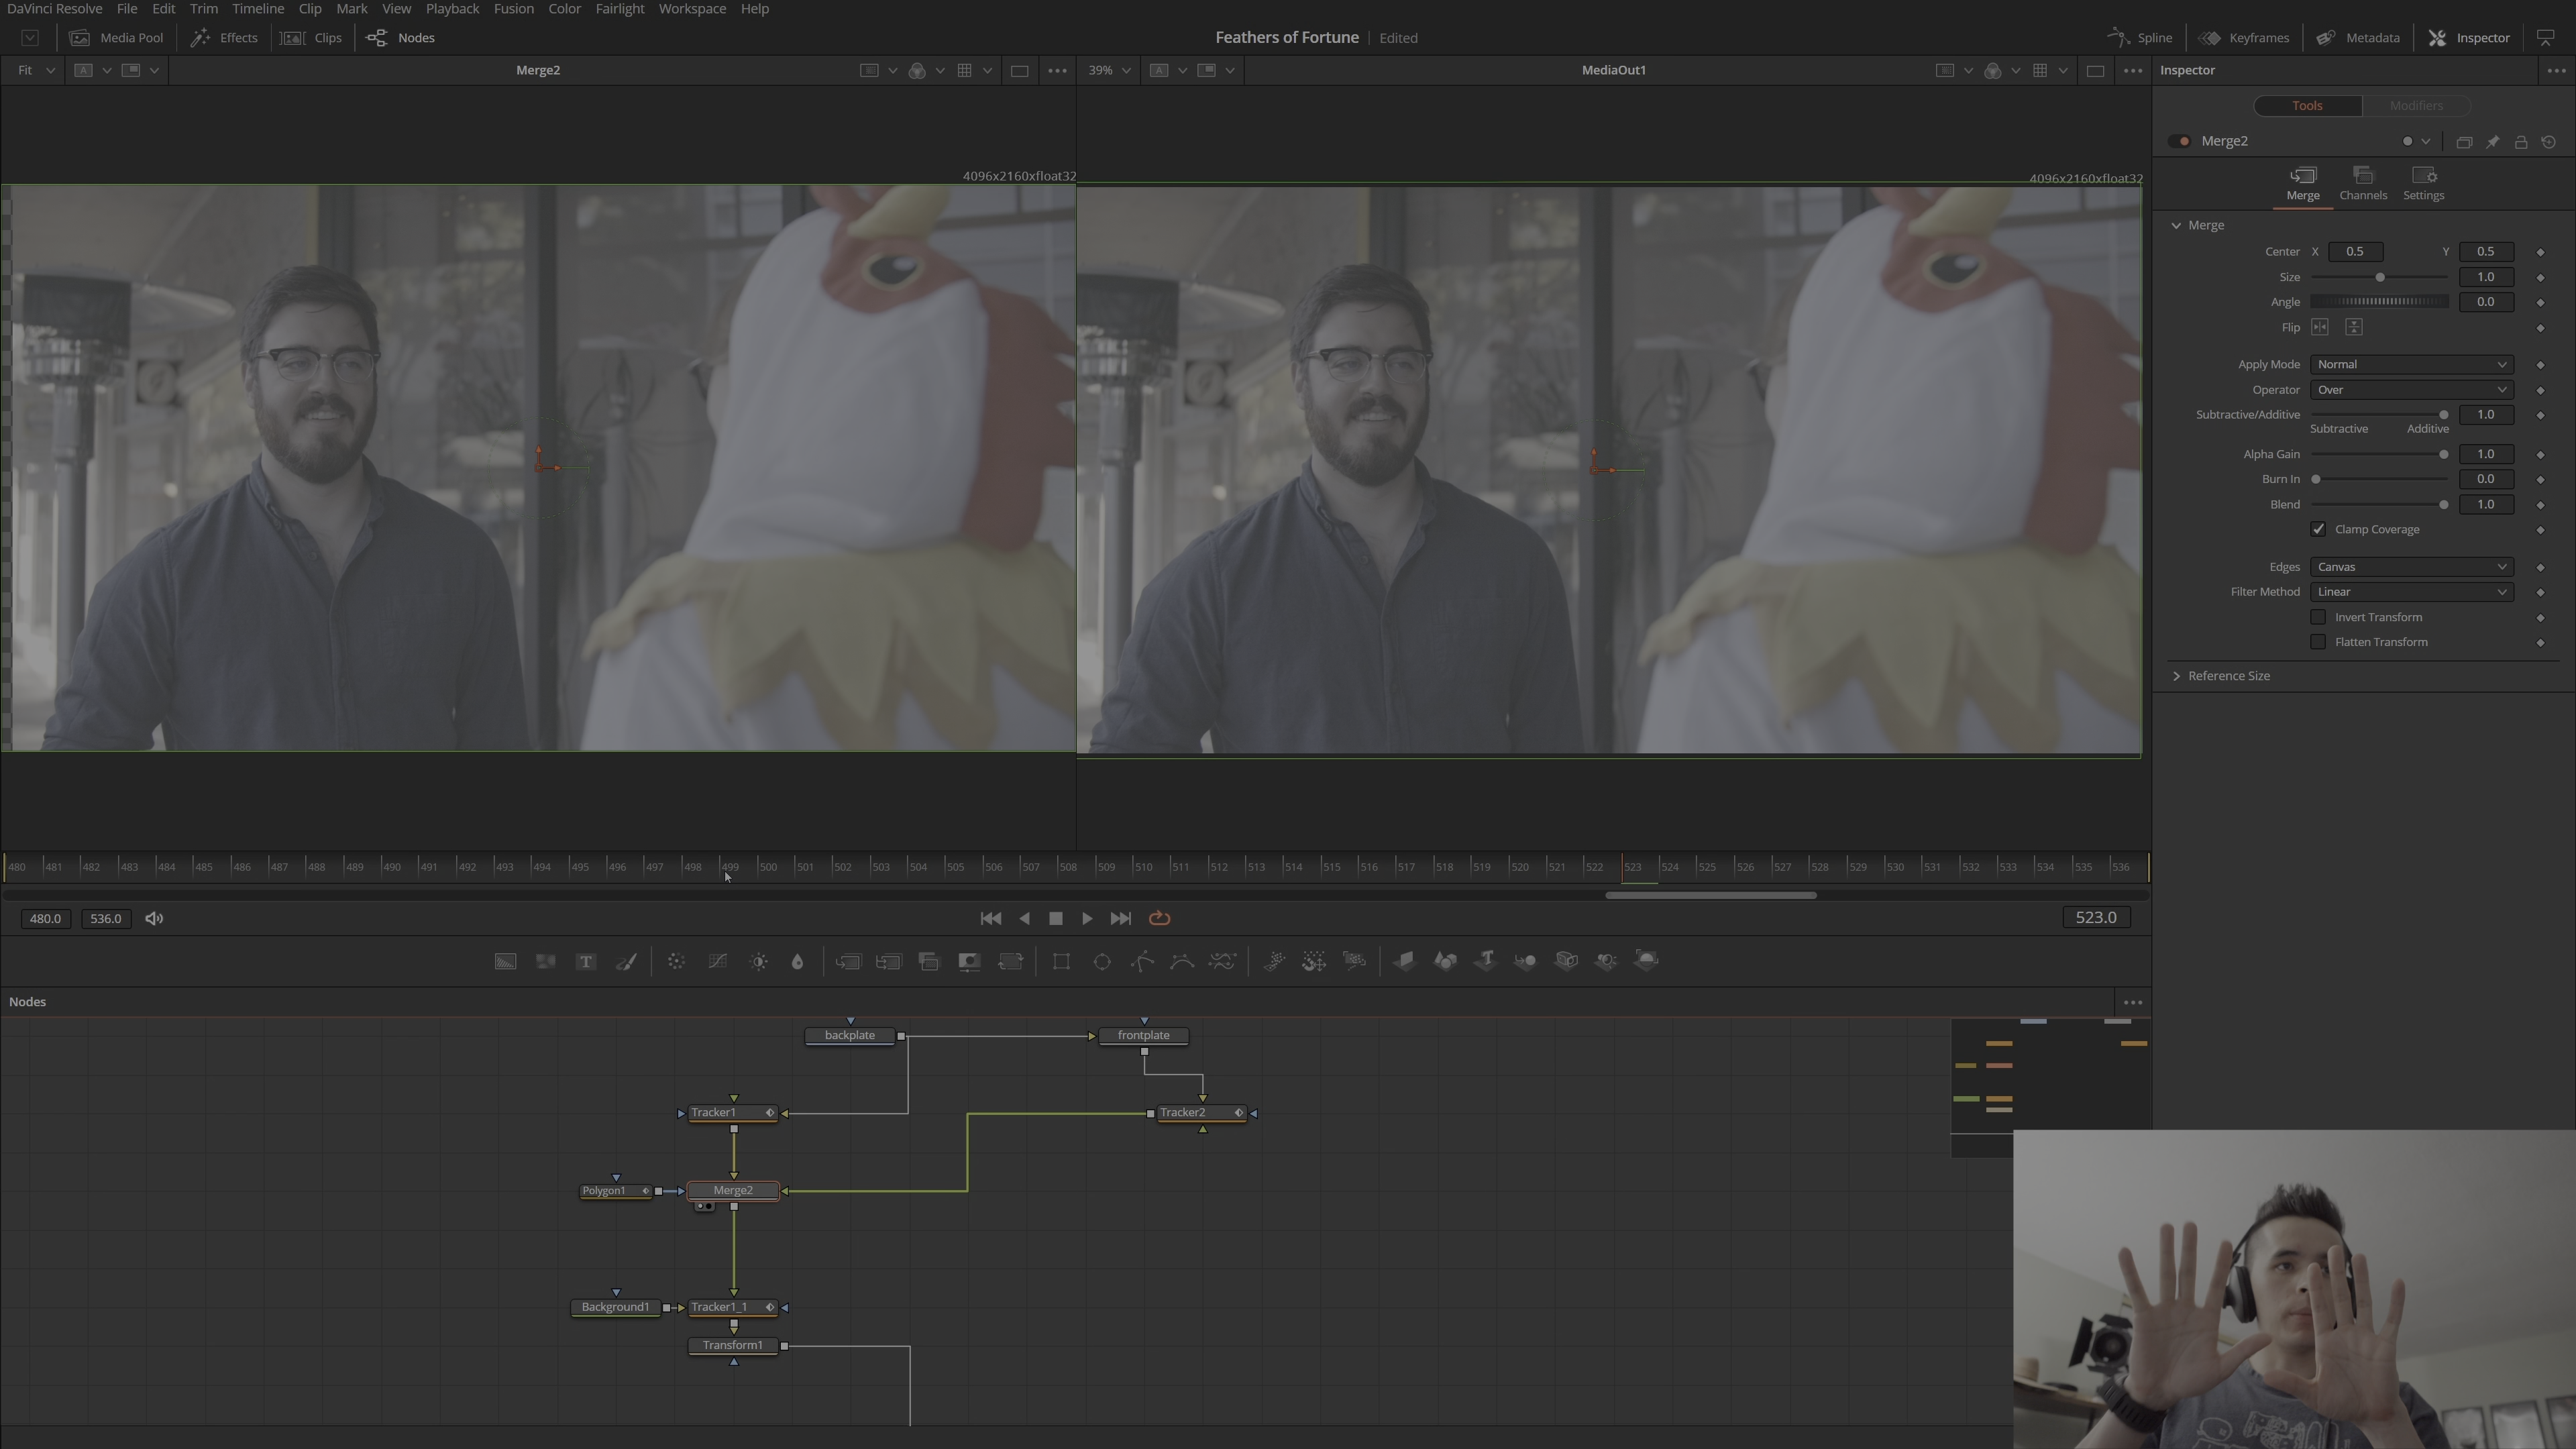 DaVinci Resolve File Edit Trim Timeline Clip Mark View Playback Fusion Color Fairlight Workspace Help
Media Pool Effects Clips Nodes Feathers of Fortune Edited Spline Keyframes Metadata Inspector
Fit A Merge2 39% A MediaOut1 Inspector
Tools Modifiers
Merge2
4096x2160xfloat32 4096x2160xfloat32
Merge Channels Settings
Merge
Center X 0.5 Y 0.5
Size 1.0
Angle 0.0
Flip
Apply Mode Normal
Operator Over
Subtractive/Additive 1.0
Subtractive Additive
Alpha Gain 1.0
Burn In 0.0
Blend 1.0
Clamp Coverage
Edges Canvas
Filter Method Linear
Invert Transform
Flatten Transform
Reference Size
480 481 482 483 484 485 486 487 488 489 490 491 492 493 494 495 496 497 498 499 500 501 502 503 504 505 506 507 508 509 510 511 512 513 514 515 516 517 518 519 520 521 522 523 524 525 526 527 528 529 530 531 532 533 534 535 536
480.0 536.0 523.0
T
Nodes
backplate frontplate
Tracker1 Tracker2
Polygon1 Merge2
Background1 Tracker1_1
Transform1